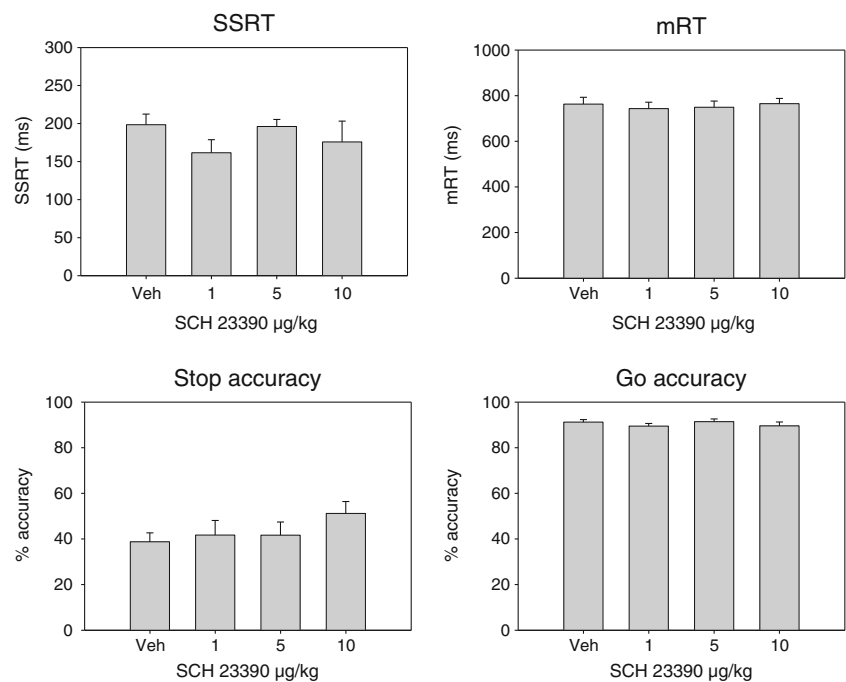 SSRT
300
250
200
150
100
50
0
SSRT (ms)
Veh 1 5 10
SCH 23390 µg/kg
mRT
1000
800
600
400
200
0
mRT (ms)
Veh 1 5 10
SCH 23390 µg/kg
Stop accuracy
100
80
60
40
20
0
% accuracy
Veh 1 5 10
SCH 23390 µg/kg
Go accuracy
100
80
60
40
20
0
% accuracy
Veh 1 5 10
SCH 23390 µg/kg